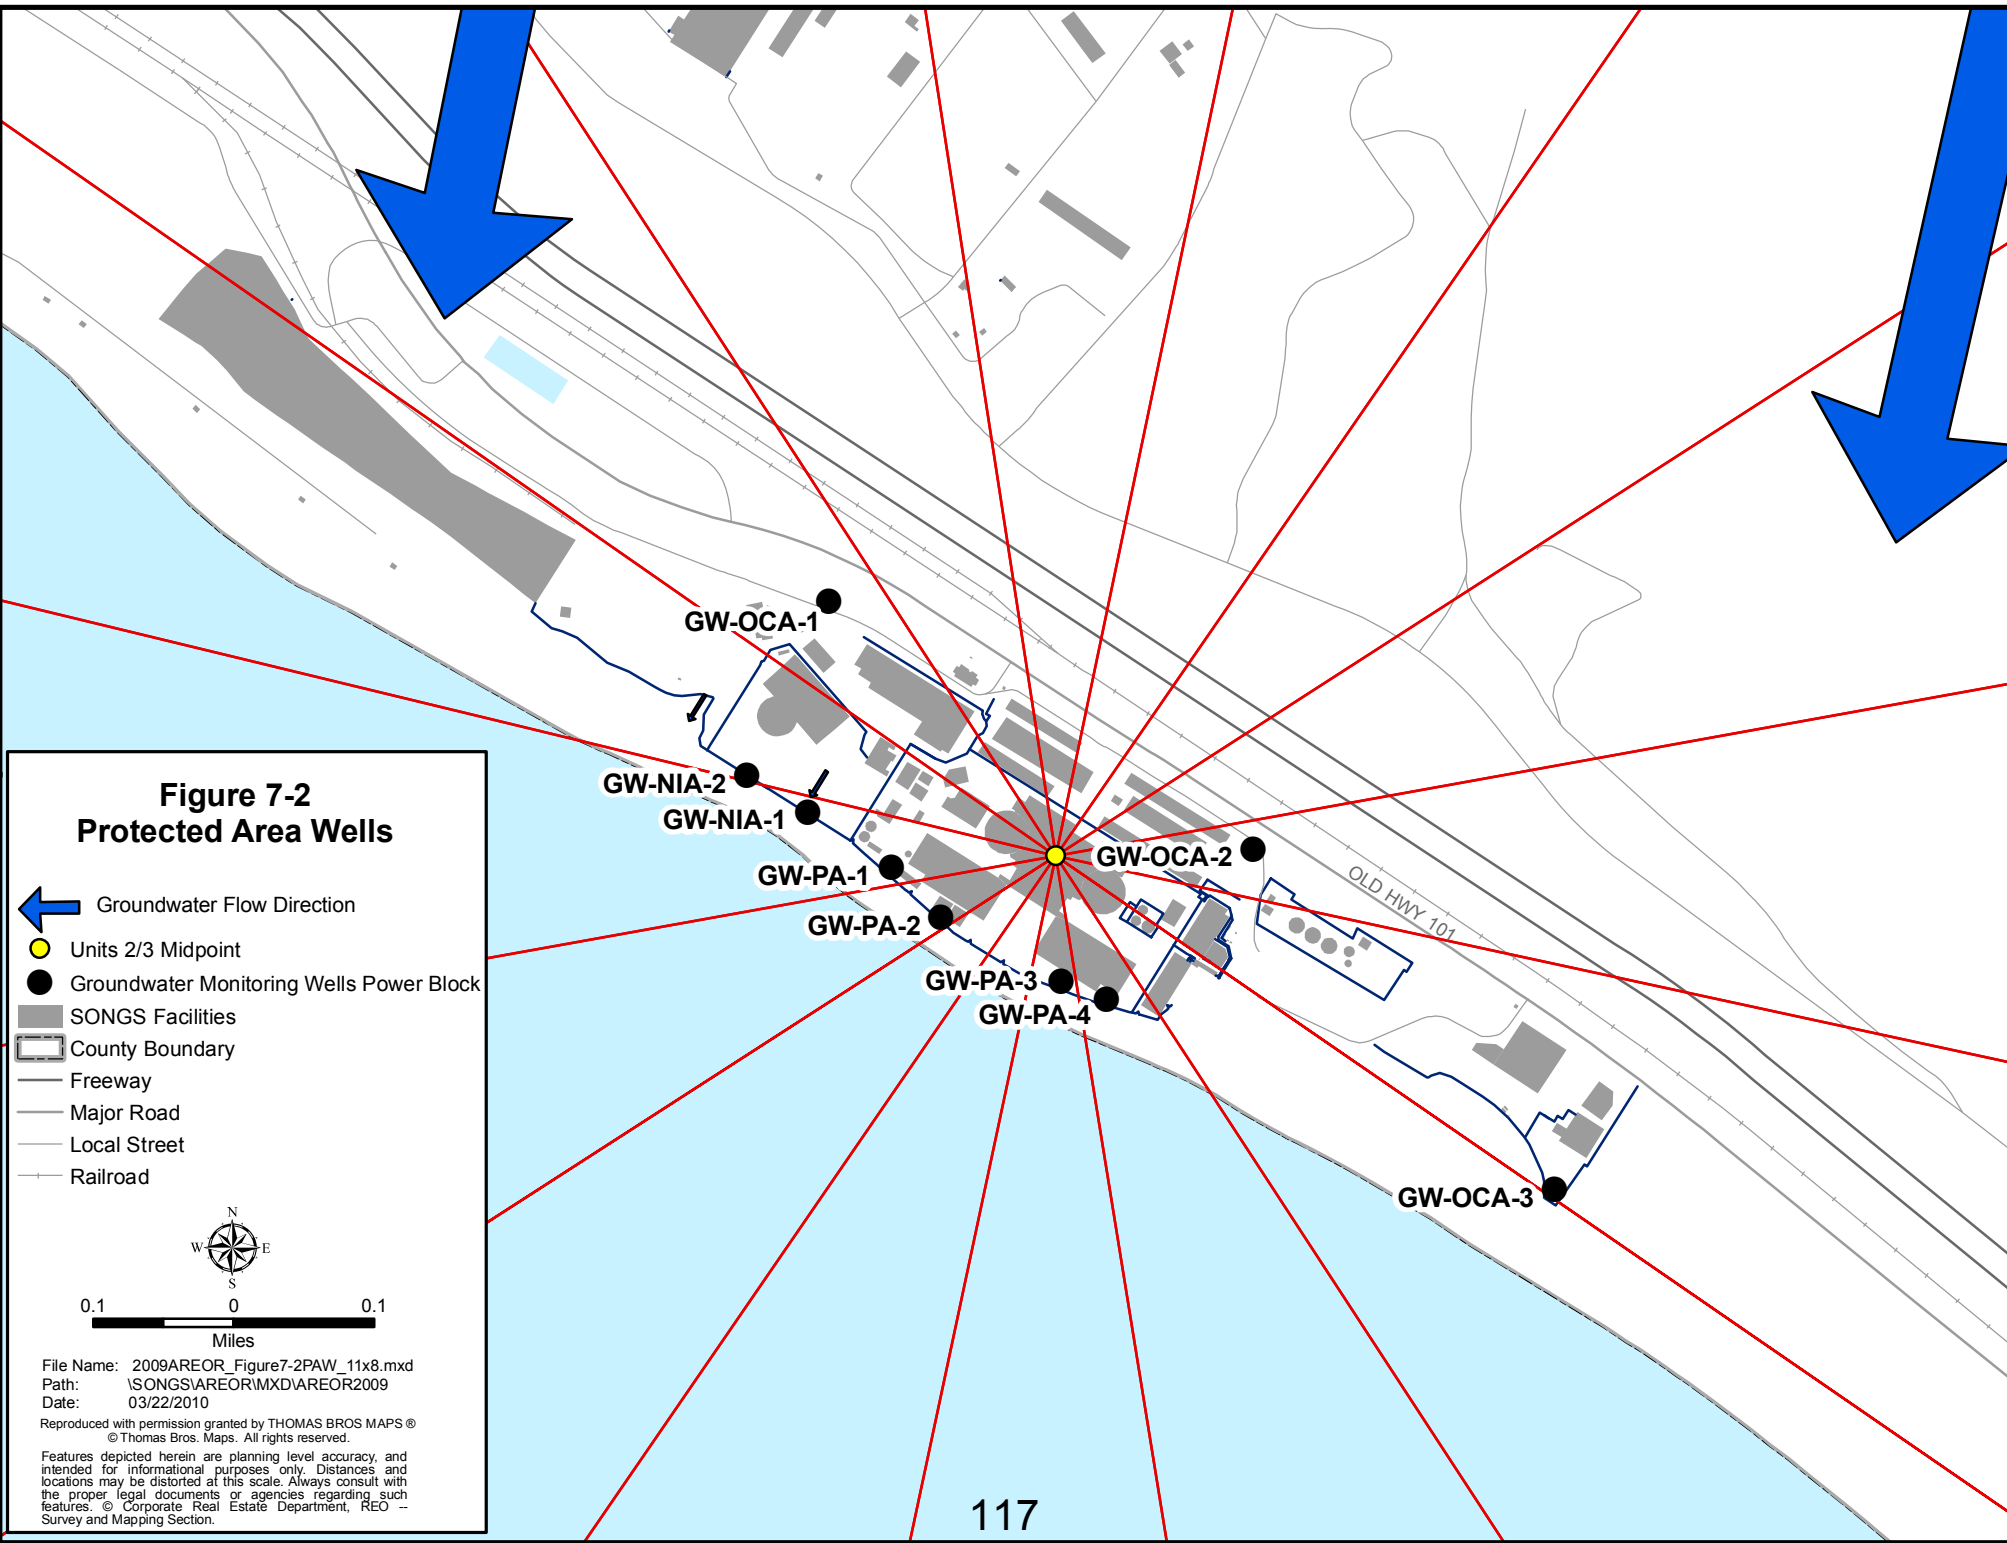 GW-OCA-1
GW-NIA-2
GW-NIA-1
GW-PA-1
GW-OCA-2
OLD HWY 101
GW-PA-2
GW-PA-3
GW-PA-4
GW-OCA-3
Figure 7-2
Protected Area Wells
Groundwater Flow Direction
Units 2/3 Midpoint
Groundwater Monitoring Wells Power Block
SONGS Facilities
County Boundary
Freeway
Major Road
Local Street
Railroad
N
W E
S
0.1 0 0.1
Miles
File Name: 2009AREOR_Figure7-2PAW_11x8.mxd
Path: \SONGS\AREOR\MXD\AREOR2009
Date: 03/22/2010
Reproduced with permission granted by THOMAS BROS MAPS ®
© Thomas Bros. Maps. All rights reserved.
Features depicted herein are planning level accuracy, and
intended for informational purposes only. Distances and
locations may be distorted at this scale. Always consult with
the proper legal documents or agencies regarding such
features. © Corporate Real Estate Department, REO --
Survey and Mapping Section.
117